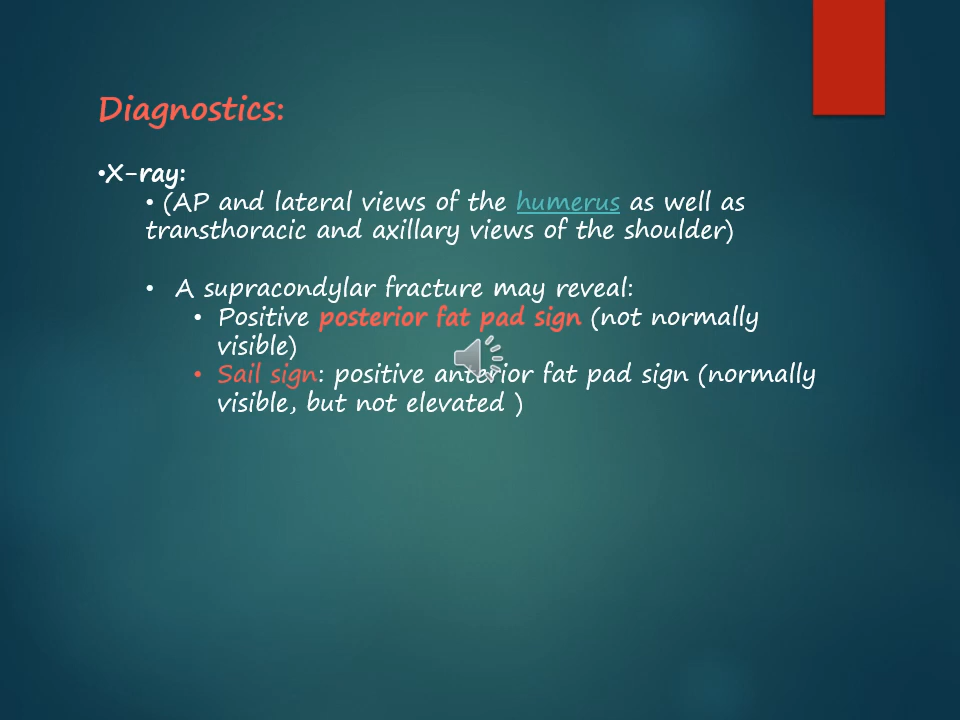 Diagnostics:
•X-ray:
• (AP and lateral views of the humerus as well as
transthoracic and axillary views of the shoulder)
• A supracondylar fracture may reveal:
• Positive posterior fat pad sign (not normally
visible)
• Sail sign: positive anterior fat pad sign (normally
visible, but not elevated )